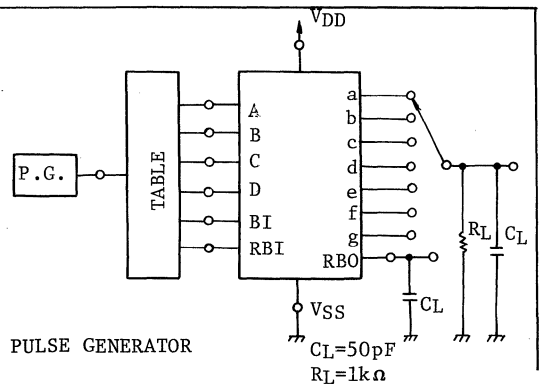 VDD
P.G.
TABLE
A
B
C
D
BI
RBI
a
b
c
d
e
f
g
RBO
RL
CL
CL
VSS
PULSE GENERATOR
CL=50pF
RL=1kΩ